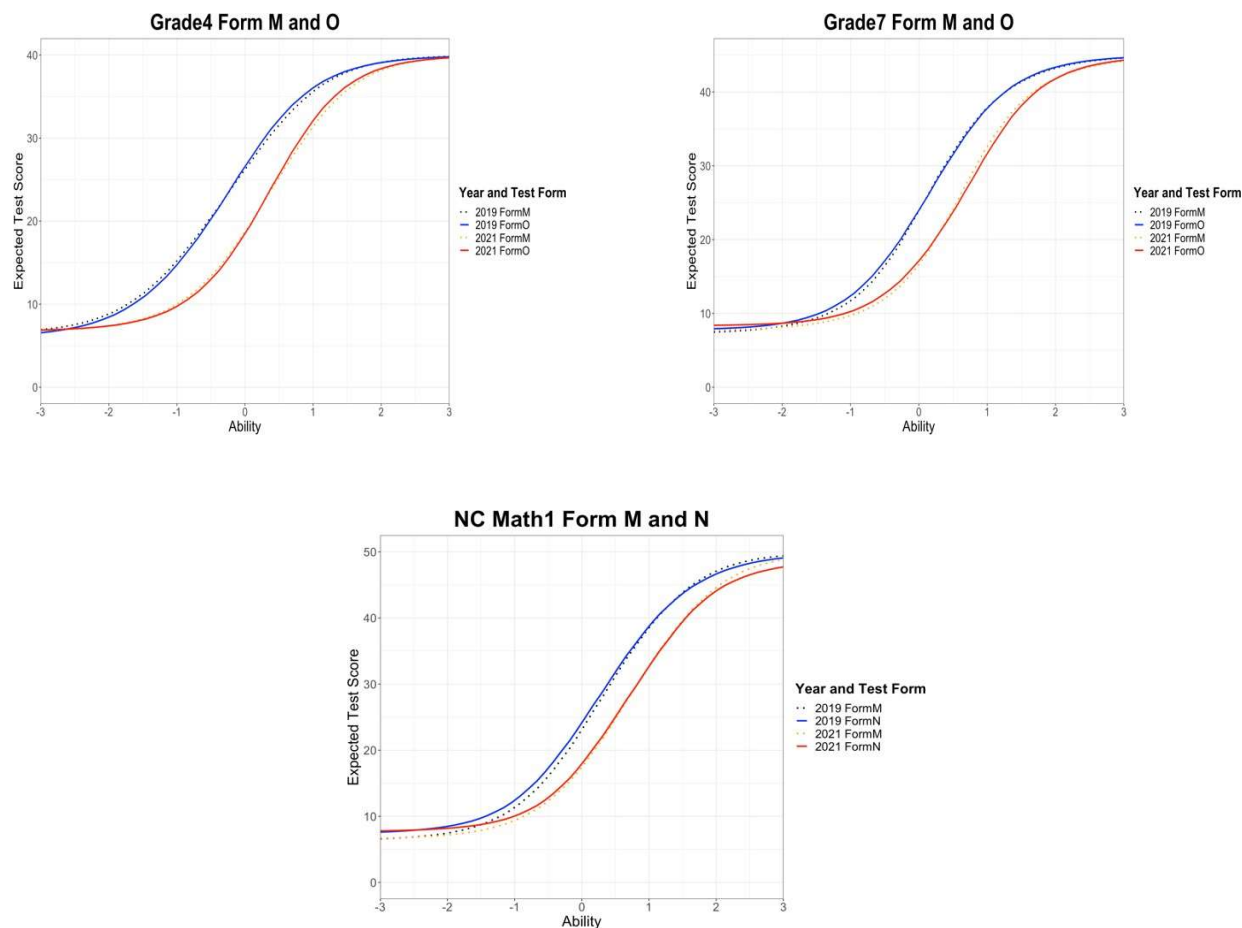 Grade4 Form M and O
40
30
20
10
0
-3
-2
-1
0
1
2
3
Expected Test Score
Ability
Year and Test Form
2019 FormM
2019 FormO
2021 FormM
2021 FormO
Grade7 Form M and O
40
30
20
10
0
-3
-2
-1
0
1
2
3
Expected Test Score
Ability
Year and Test Form
2019 FormM
2019 FormO
2021 FormM
2021 FormO
NC Math1 Form M and N
50
40
30
20
10
0
-3
-2
-1
0
1
2
3
Expected Test Score
Ability
Year and Test Form
2019 FormM
2019 FormN
2021 FormM
2021 FormN